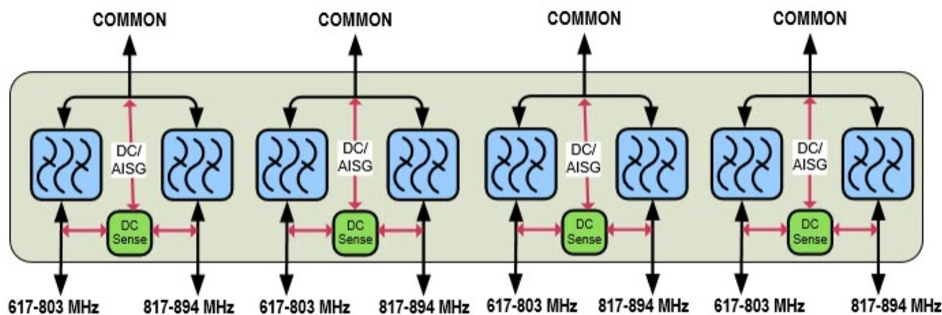 COMMON COMMON COMMON COMMON
DC/ DC/ DC/ DC/
AISG AISG AISG AISG
DC DC DC DC
Sense Sense Sense Sense
617-803 MHz 817-894 MHz 617-803 MHz 817-894 MHz 617-803 MHz 817-894 MHz 617-803 MHz 817-894 MHz